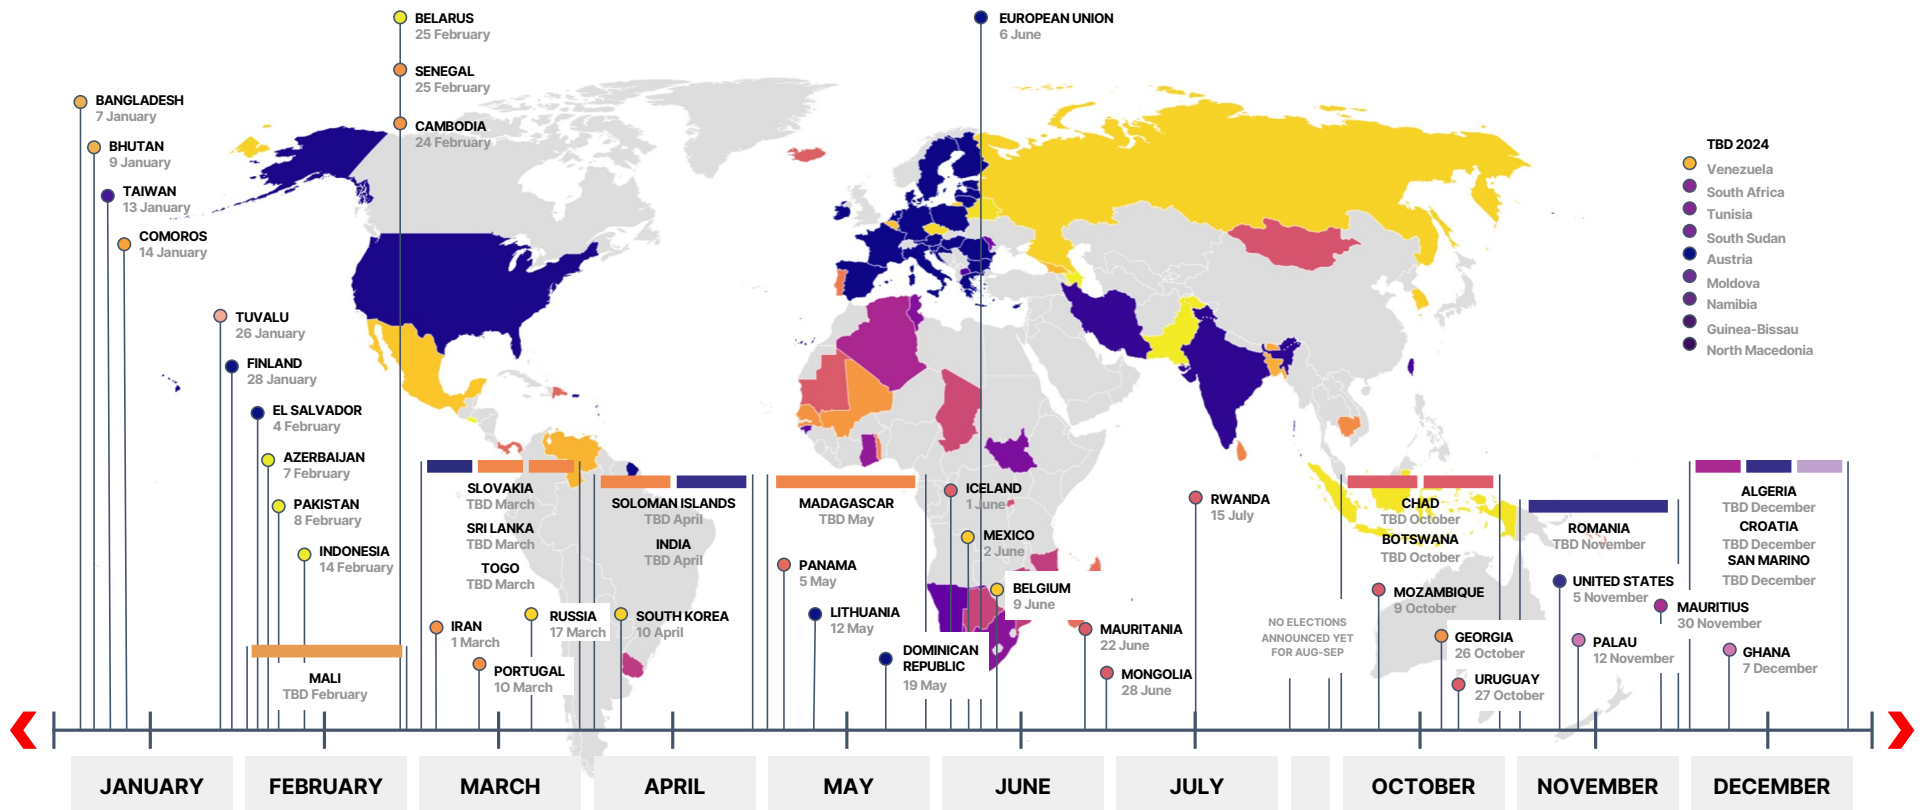 BELARUS
25 February
SENEGAL
25 February
CAMBODIA
24 February
EUROPEAN UNION
6 June
BANGLADESH
7 January
BHUTAN
9 January
TAIWAN
13 January
COMOROS
14 January
TUVALU
26 January
FINLAND
28 January
EL SALVADOR
4 February
AZERBAIJAN
7 February
PAKISTAN
8 February
INDONESIA
14 February
MALI
TBD February
SLOVAKIA
TBD March
SRI LANKA
TBD March
TOGO
TBD March
IRAN
1 March
PORTUGAL
10 March
RUSSIA
17 March
SOLOMAN ISLANDS
TBD April
INDIA
TBD April
SOUTH KOREA
10 April
MADAGASCAR
TBD May
PANAMA
5 May
LITHUANIA
12 May
DOMINICAN
REPUBLIC
19 May
ICELAND
1 June
MEXICO
2 June
BELGIUM
9 June
MAURITANIA
22 June
MONGOLIA
28 June
RWANDA
15 July
NO ELECTIONS
ANNOUNCED YET
FOR AUG-SEP
CHAD
TBD October
BOTSWANA
TBD October
MOZAMBIQUE
9 October
GEORGIA
26 October
URUGUAY
27 October
ROMANIA
TBD November
UNITED STATES
5 November
PALAU
12 November
MAURITIUS
30 November
ALGERIA
TBD December
CROATIA
TBD December
SAN MARINO
TBD December
GHANA
7 December
TBD 2024
Venezuela
South Africa
Tunisia
South Sudan
Austria
Moldova
Namibia
Guinea-Bissau
North Macedonia
JANUARY
FEBRUARY
MARCH
APRIL
MAY
JUNE
JULY
OCTOBER
NOVEMBER
DECEMBER